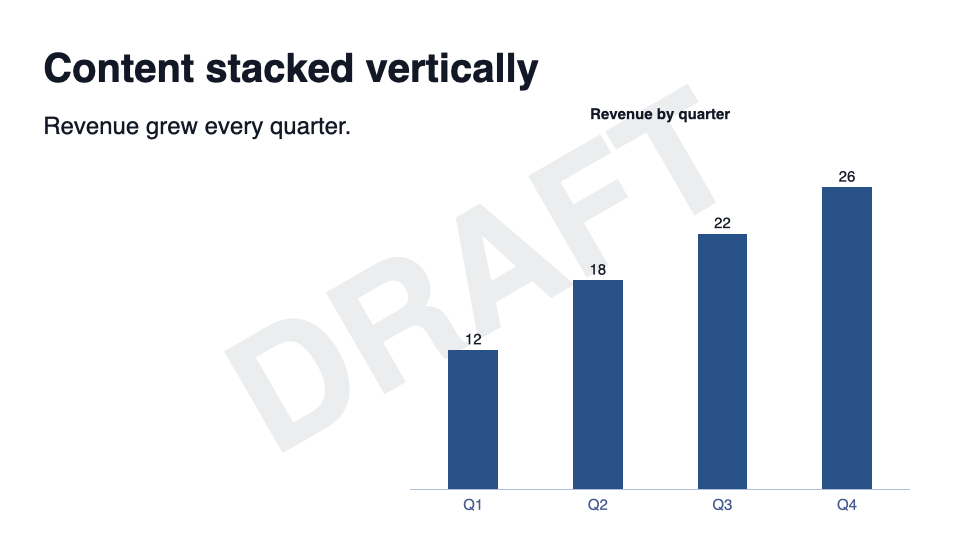 Content stacked vertically
Revenue grew every quarter.
Revenue by quarter
DRAFT
12
18
22
26
Q1
Q2
Q3
Q4